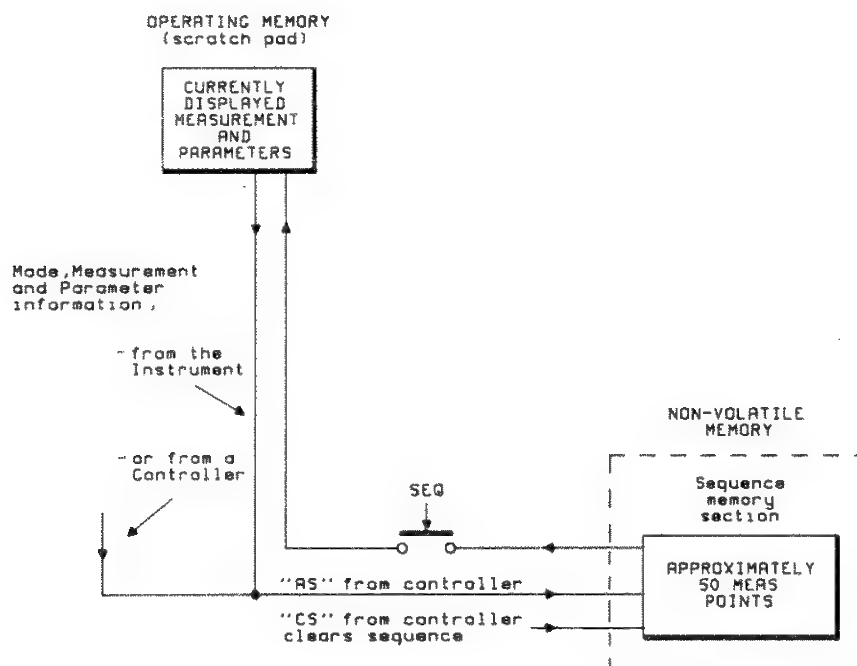 OPERATING MEMORY
(scratch pad)
CURRENTLY
DISPLAYED
MEASUREMENT
AND
PARAMETERS
Made,Measurement
and Parameter
information,
-from the
Instrument
-or from a
Controller
SEQ
NON-VOLATILE
MEMORY
Sequence
memory
section
APPROXIMATELY
50 MEAS
POINTS
"AS" from controller
"CS" from controller
clears sequence